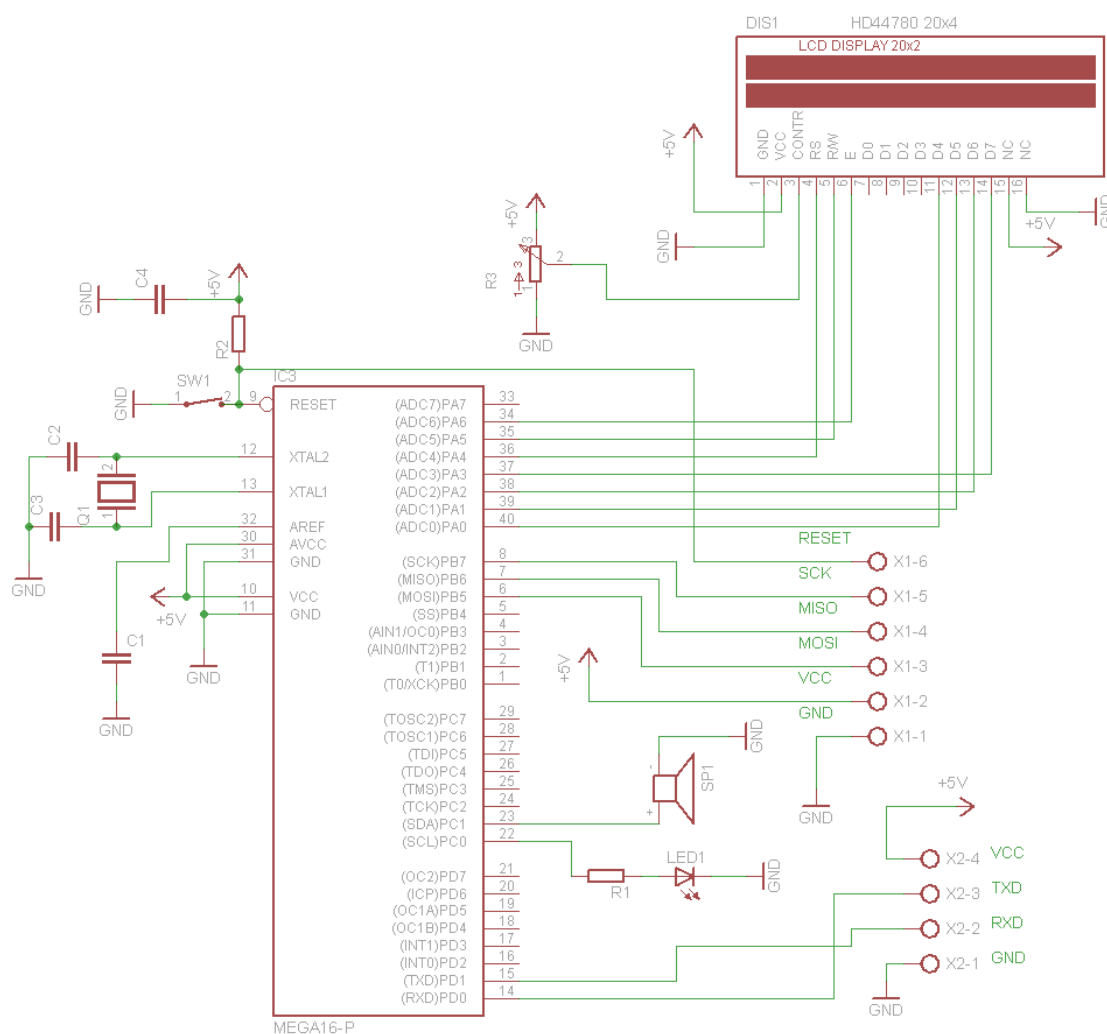 DIS1 HD44780 20x4
LCD DISPLAY 20x2
GND VCC CONTR RS R/W E D0 D1 D2 D3 D4 D5 D6 D7 NC NC
1 2 3 4 5 6 7 8 9 10 11 12 13 14 15 16
+5V
GND
+5V
GND
+5V
3
2
R3
1 3
1
GND
GND
C4
+5V
R2
GND
SW1
1 2
IC3
9 RESET
12 XTAL2
13 XTAL1
32 AREF
30 AVCC
31 GND
10 VCC
11 GND
C2
C3
Q1
2
1
GND
+5V
C1
GND
GND
(ADC7)PA7 33
(ADC6)PA6 34
(ADC5)PA5 35
(ADC4)PA4 36
(ADC3)PA3 37
(ADC2)PA2 38
(ADC1)PA1 39
(ADC0)PA0 40
(SCK)PB7 8
(MISO)PB6 7
(MOSI)PB5 6
(SS)PB4 5
(AIN1/OC0)PB3 4
(AIN0/INT2)PB2 3
(T1)PB1 2
(T0/XCK)PB0 1
(TOSC2)PC7 29
(TOSC1)PC6 28
(TDI)PC5 27
(TDO)PC4 26
(TMS)PC3 25
(TCK)PC2 24
(SDA)PC1 23
(SCL)PC0 22
(OC2)PD7 21
(ICP)PD6 20
(OC1A)PD5 19
(OC1B)PD4 18
(INT1)PD3 17
(INT0)PD2 16
(TXD)PD1 15
(RXD)PD0 14
MEGA16-P
RESET
X1-6
SCK
X1-5
MISO
X1-4
MOSI
X1-3
VCC
X1-2
GND
X1-1
+5V
GND
GND
-
SP1
+
LED1
R1
GND
+5V
X2-4 VCC
X2-3 TXD
X2-2 RXD
X2-1 GND
GND